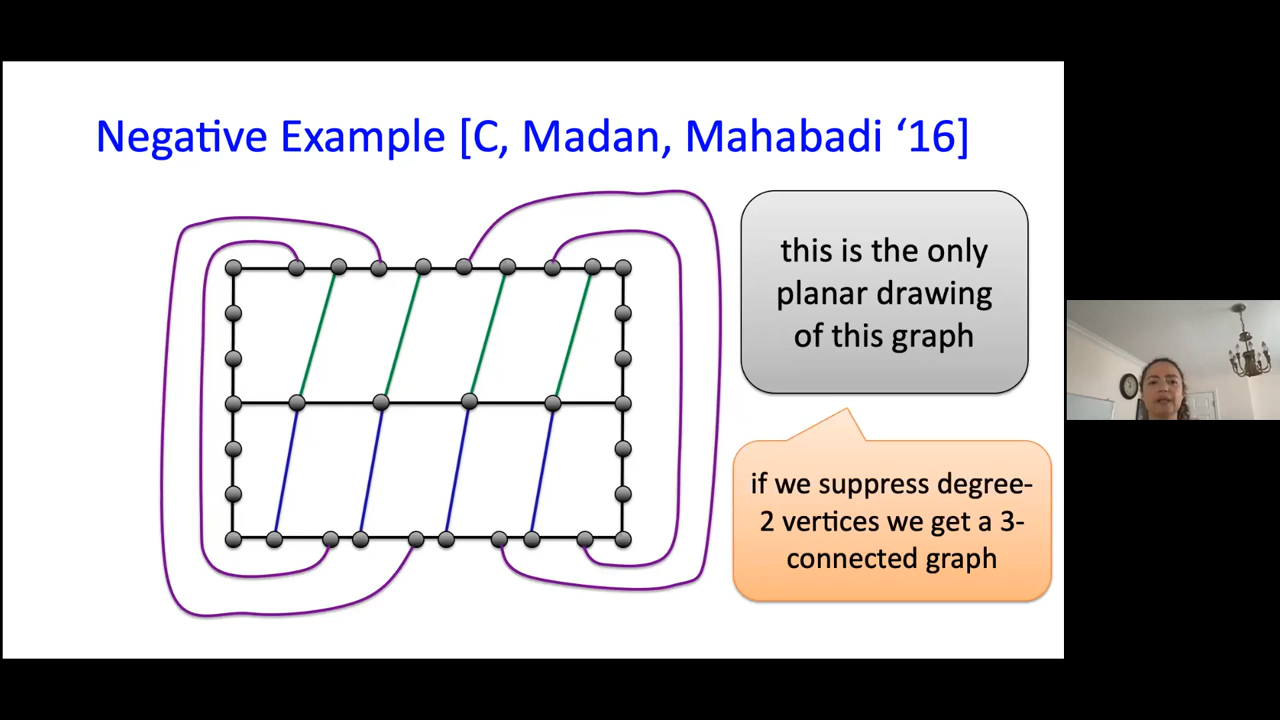 Negative Example [C, Madan, Mahabadi ‘16]
this is the only
planar drawing
of this graph
if we suppress degree-
2 vertices we get a 3-
connected graph